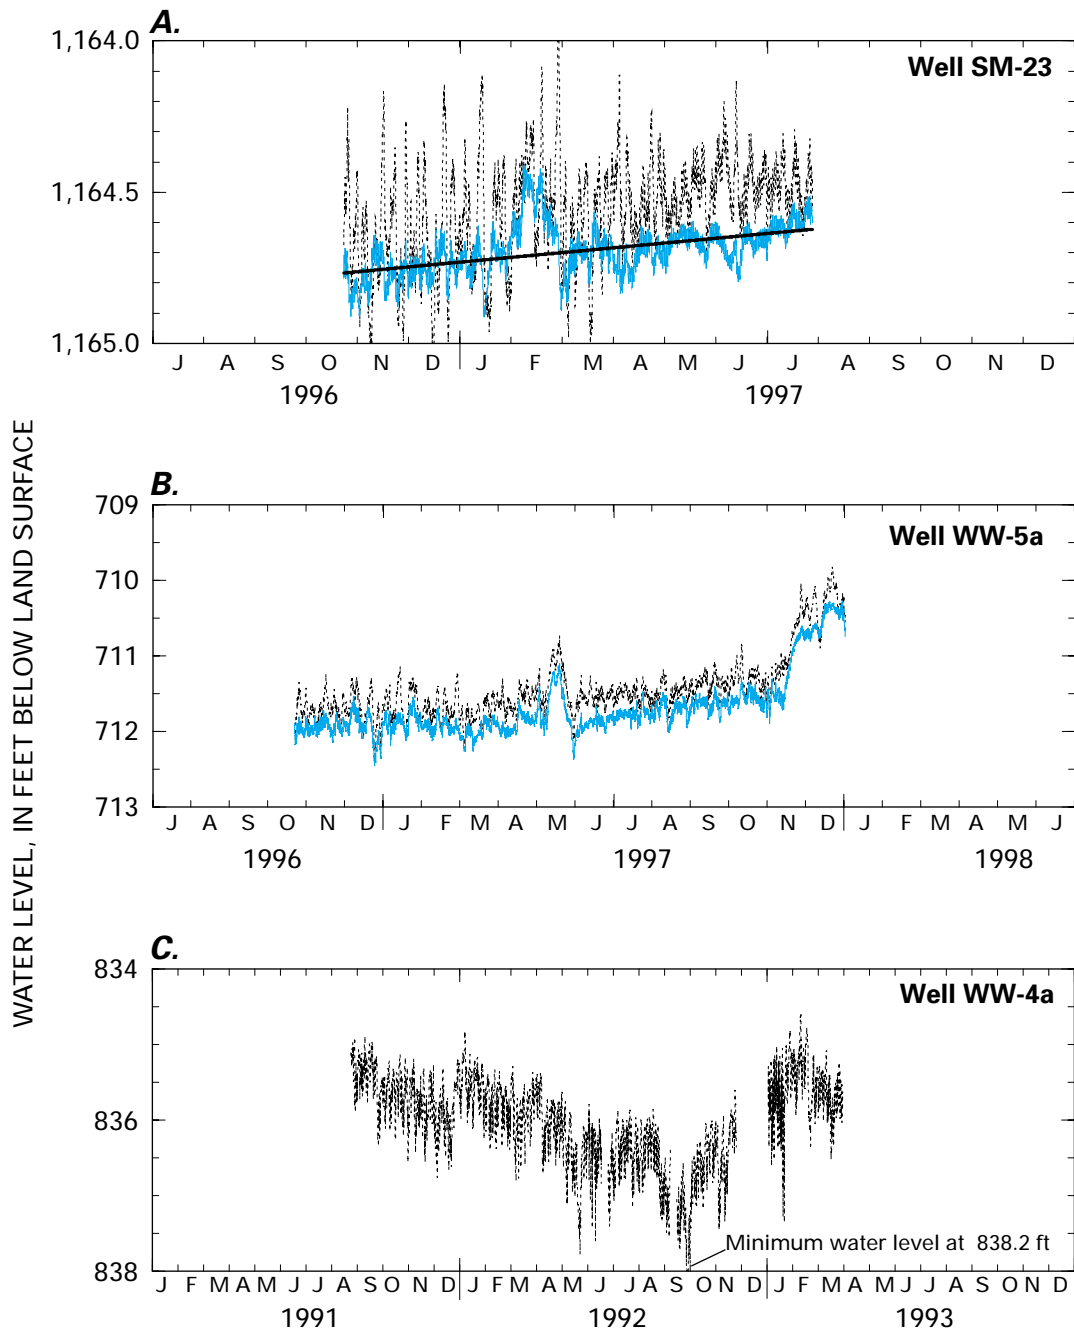 WATER LEVEL, IN FEET BELOW LAND SURFACE
A.
Well SM-23
1,164.0
1,164.5
1,165.0
J A S O N D J F M A M J J A S O N D
1996 1997
B.
Well WW-5a
709
710
711
712
713
J A S O N D J F M A M J J A S O N D J F M A M J
1996 1997 1998
C.
Well WW-4a
834
836
838
Minimum water level at 838.2 ft
J F M A M J J A S O N D J F M A M J J A S O N D J F M A M J J A S O N D
1991 1992 1993